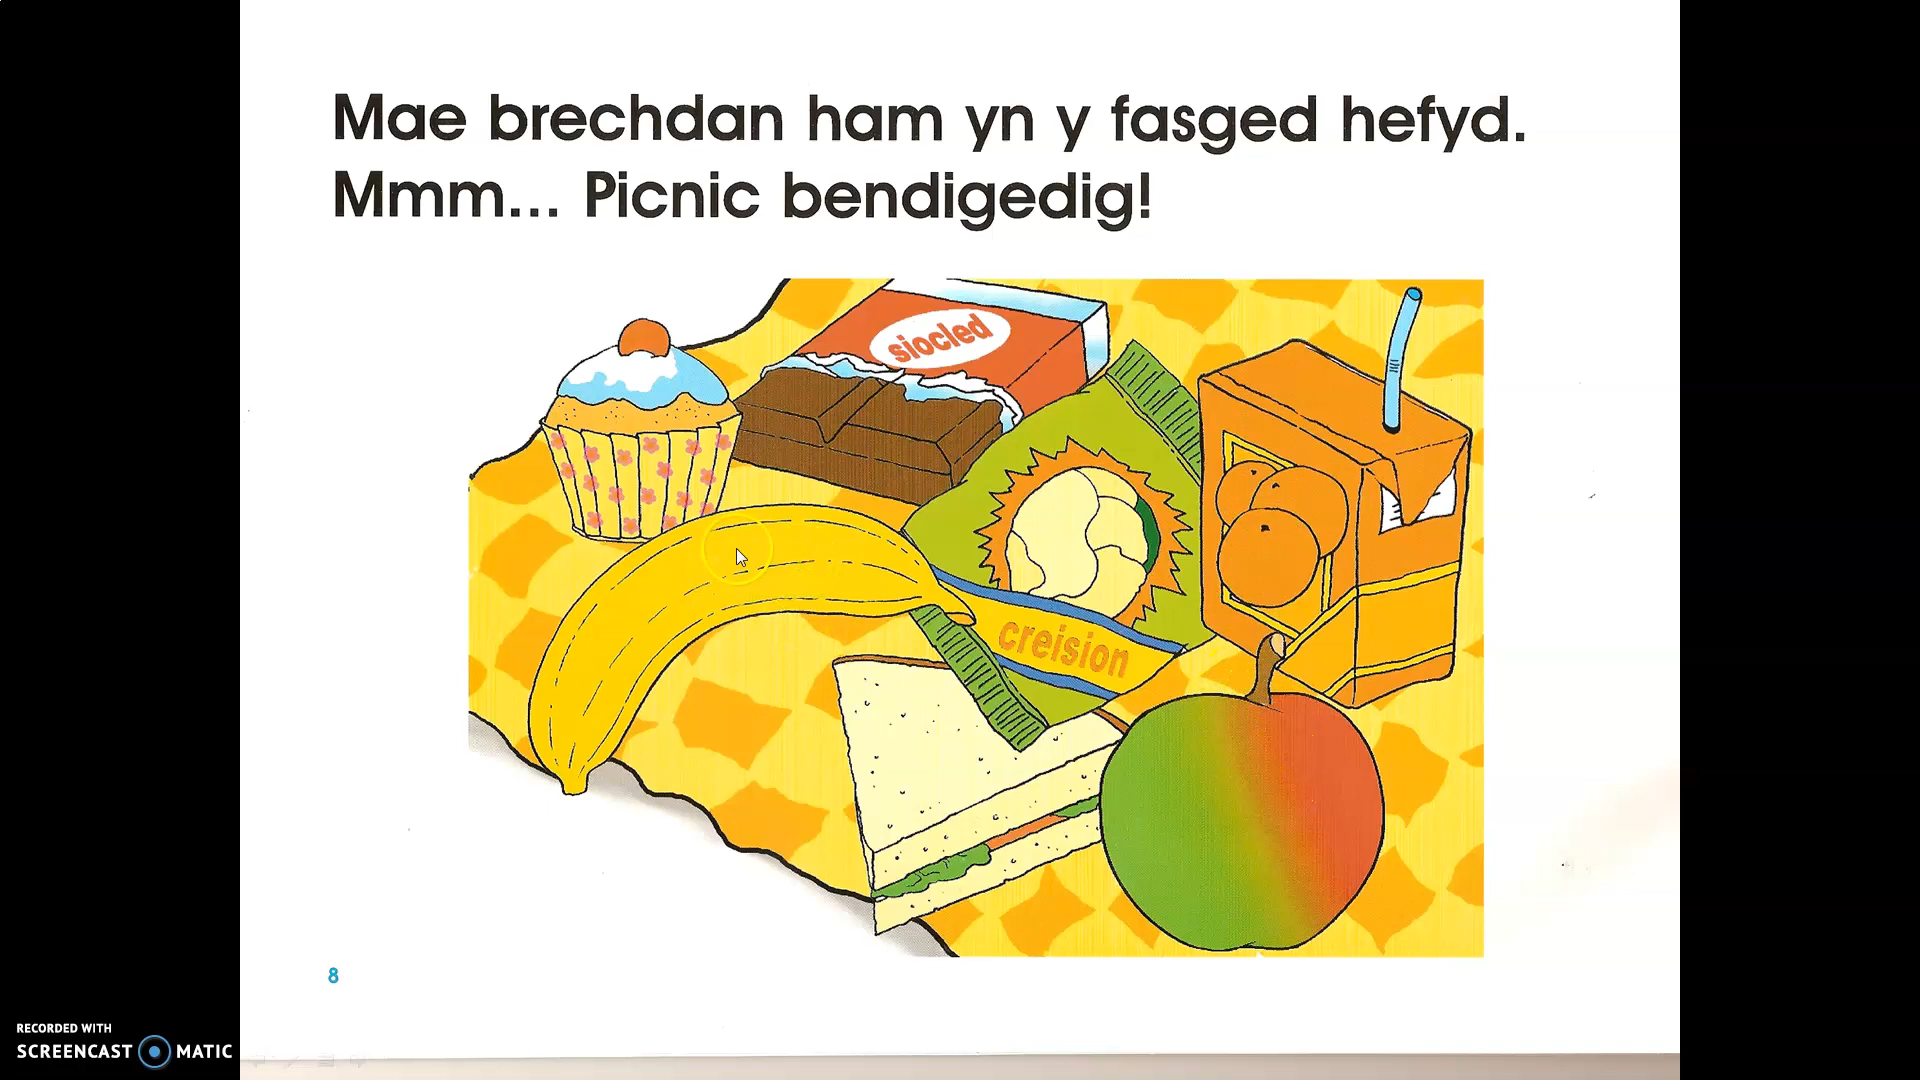 Mae brechdan ham yn y fasged hefyd.
Mmm... Picnic bendigedig!
siocled
creision
8
RECORDED WITH
SCREENCAST MATIC